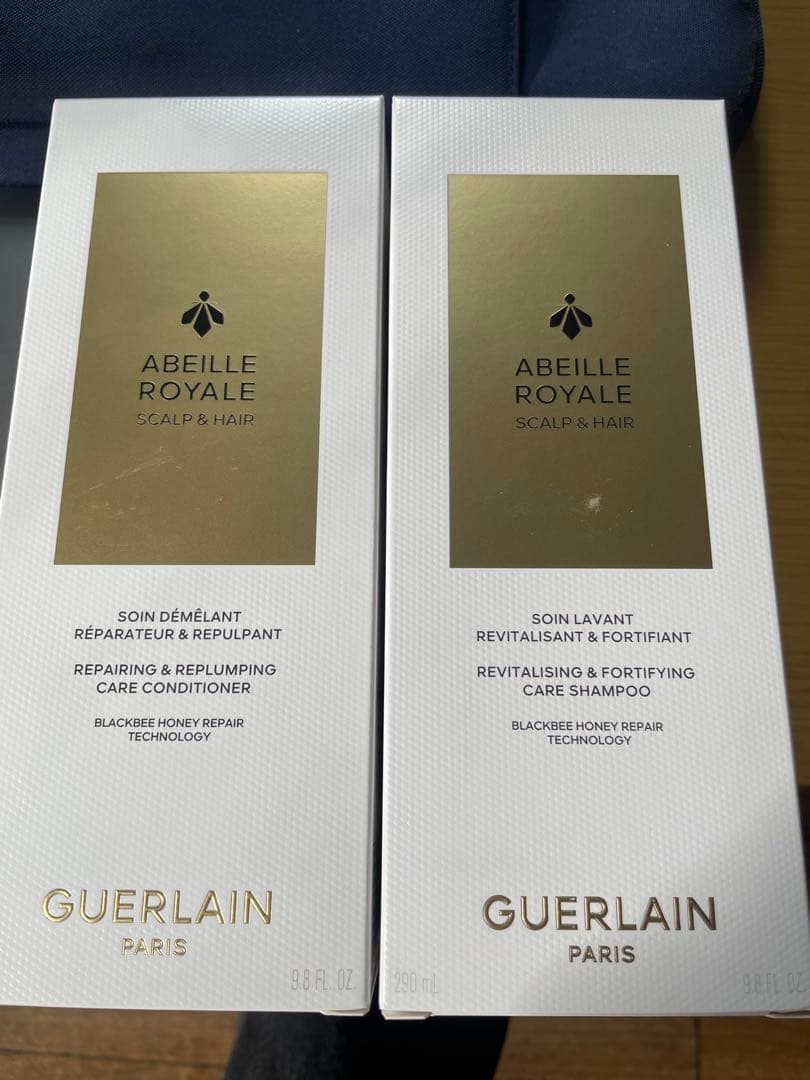 ABEILLE
ROYALE
SCALP & HAIR
SOIN DÉMÊLANT
RÉPARATEUR & REPULPANT
REPAIRING & REPLUMPING
CARE CONDITIONER
BLACKBEE HONEY REPAIR
TECHNOLOGY
GUERLAIN
PARIS
9.8 FL. OZ
ABEILLE
ROYALE
SCALP & HAIR
SOIN LAVANT
REVITALISANT & FORTIFIANT
REVITALISING & FORTIFYING
CARE SHAMPOO
BLACKBEE HONEY REPAIR
TECHNOLOGY
GUERLAIN
PARIS
290 mL
9.8 FL. OZ